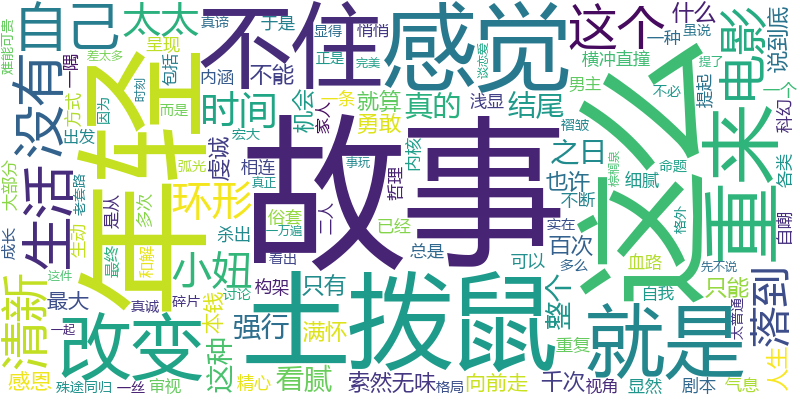 难能可贵
差太多
真谛
于是
显得
悄悄
自己
太太
呈现
包括
隅
内涵
不能
正是
完美
谈恋爱
不住
感觉
这个
一种
虽说
什么
电影
说到底
横冲直撞
没有
因为
时刻
而是
宏大
时间
机会
一条
家人
就算
勇敢
真的
浅显
结尾
男主
提起
提了
不必
一个
科幻
方式
出发
年轻
弧光
虔诚
相连
事玩
哲理
内核
之日
褶皱
细腻
棕榈泉
命题
各类
重来
大部分
老套路
生活
是从
多次
环形
真正
故事
也许
不断
格外
这么
自嘲
成长
生动
最终
和解
杀出
俗套
一万遍
二人
已经
总是
实在
百次
多么
血路
先不说
落到
清新
这件
改变
小妞
看出
构架
只有
土拨鼠
可以
整个
自我
就是
只能
太普通
最大
真诚
碎片
讨论
本钱
这种
强行
满怀
重复
人生
感恩
一起
殊途同归
一丝
审视
精心
看腻
索然无味
格局
向前走
千次
视角
显然
剧本
气息